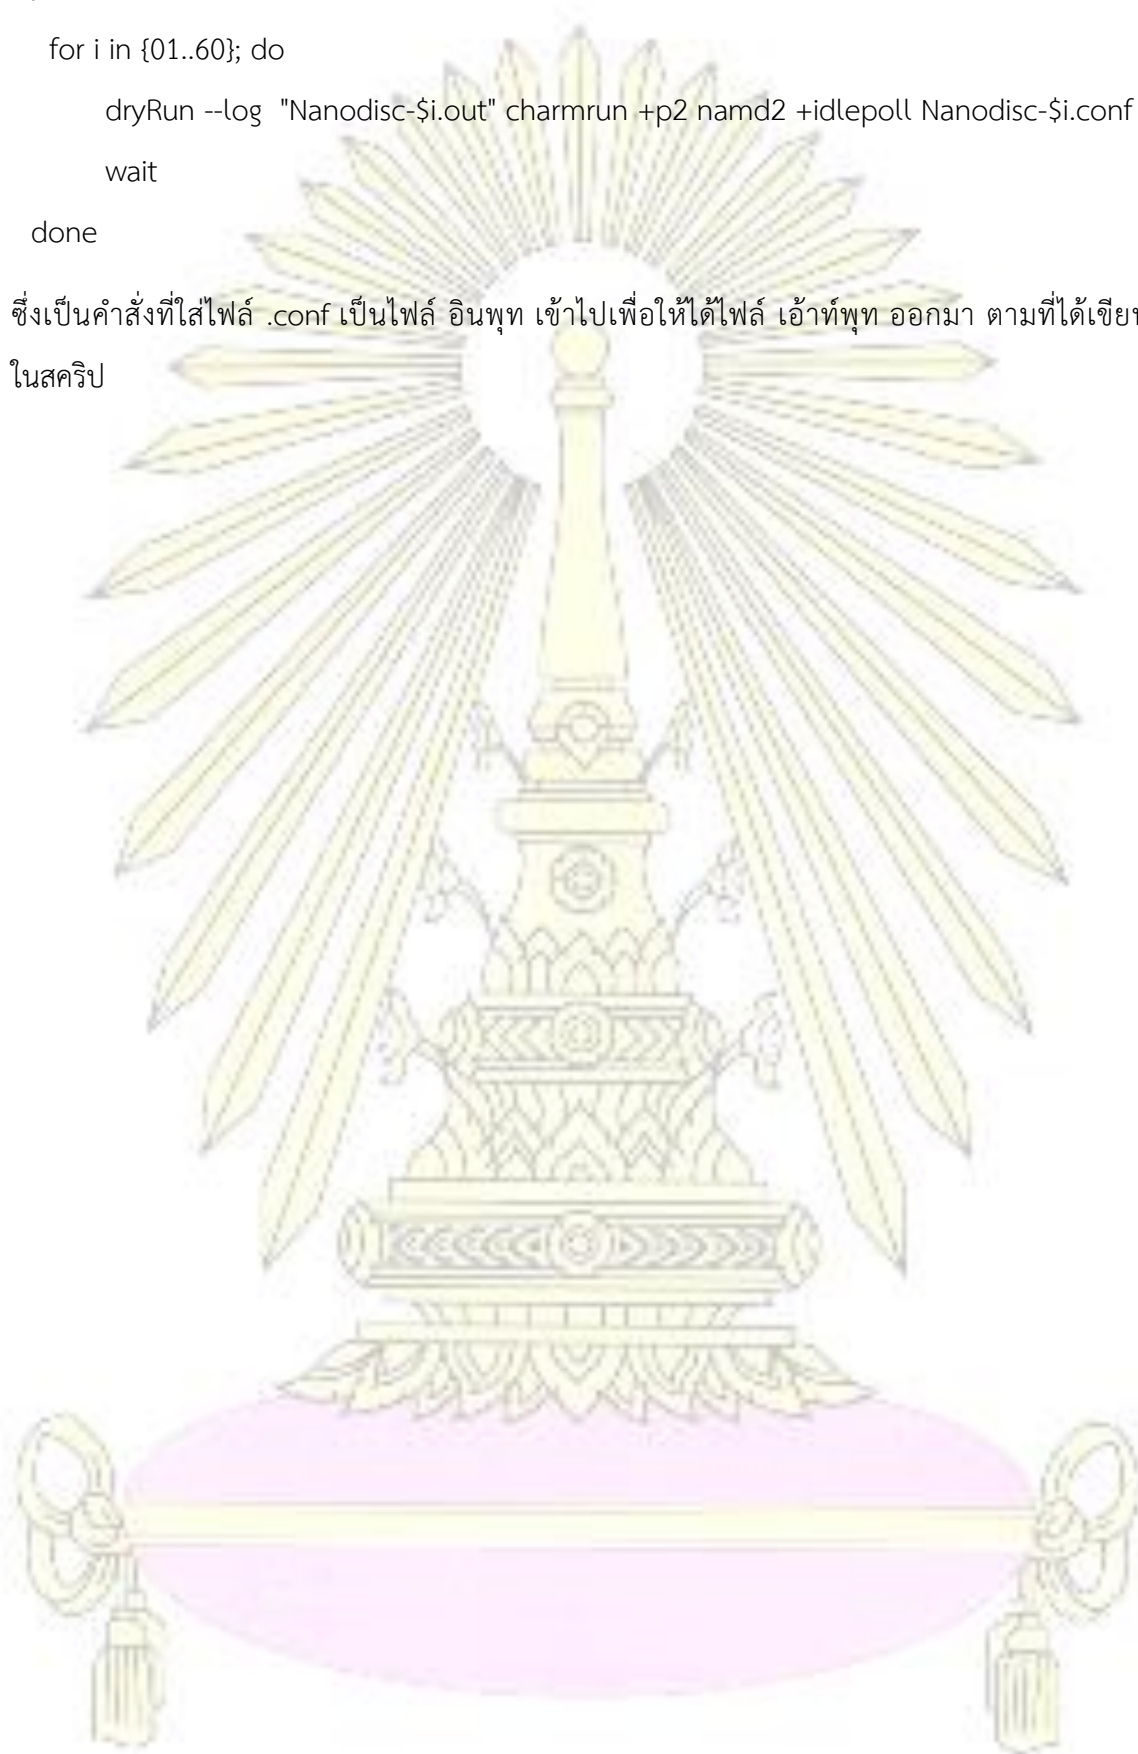 for i in {01..60}; do
dryRun --log "Nanodisc-$i.out" charmrun +p2 namd2 +idlepoll Nanodisc-$i.conf
wait
done
ซึ่งเป็นคำสั่งที่ใส่ไฟล์ .conf เป็นไฟล์ อินพุท เข้าไปเพื่อให้ได้ไฟล์ เอ้าท์พุท ออกมา ตามที่ได้เขียน
ในสคริป